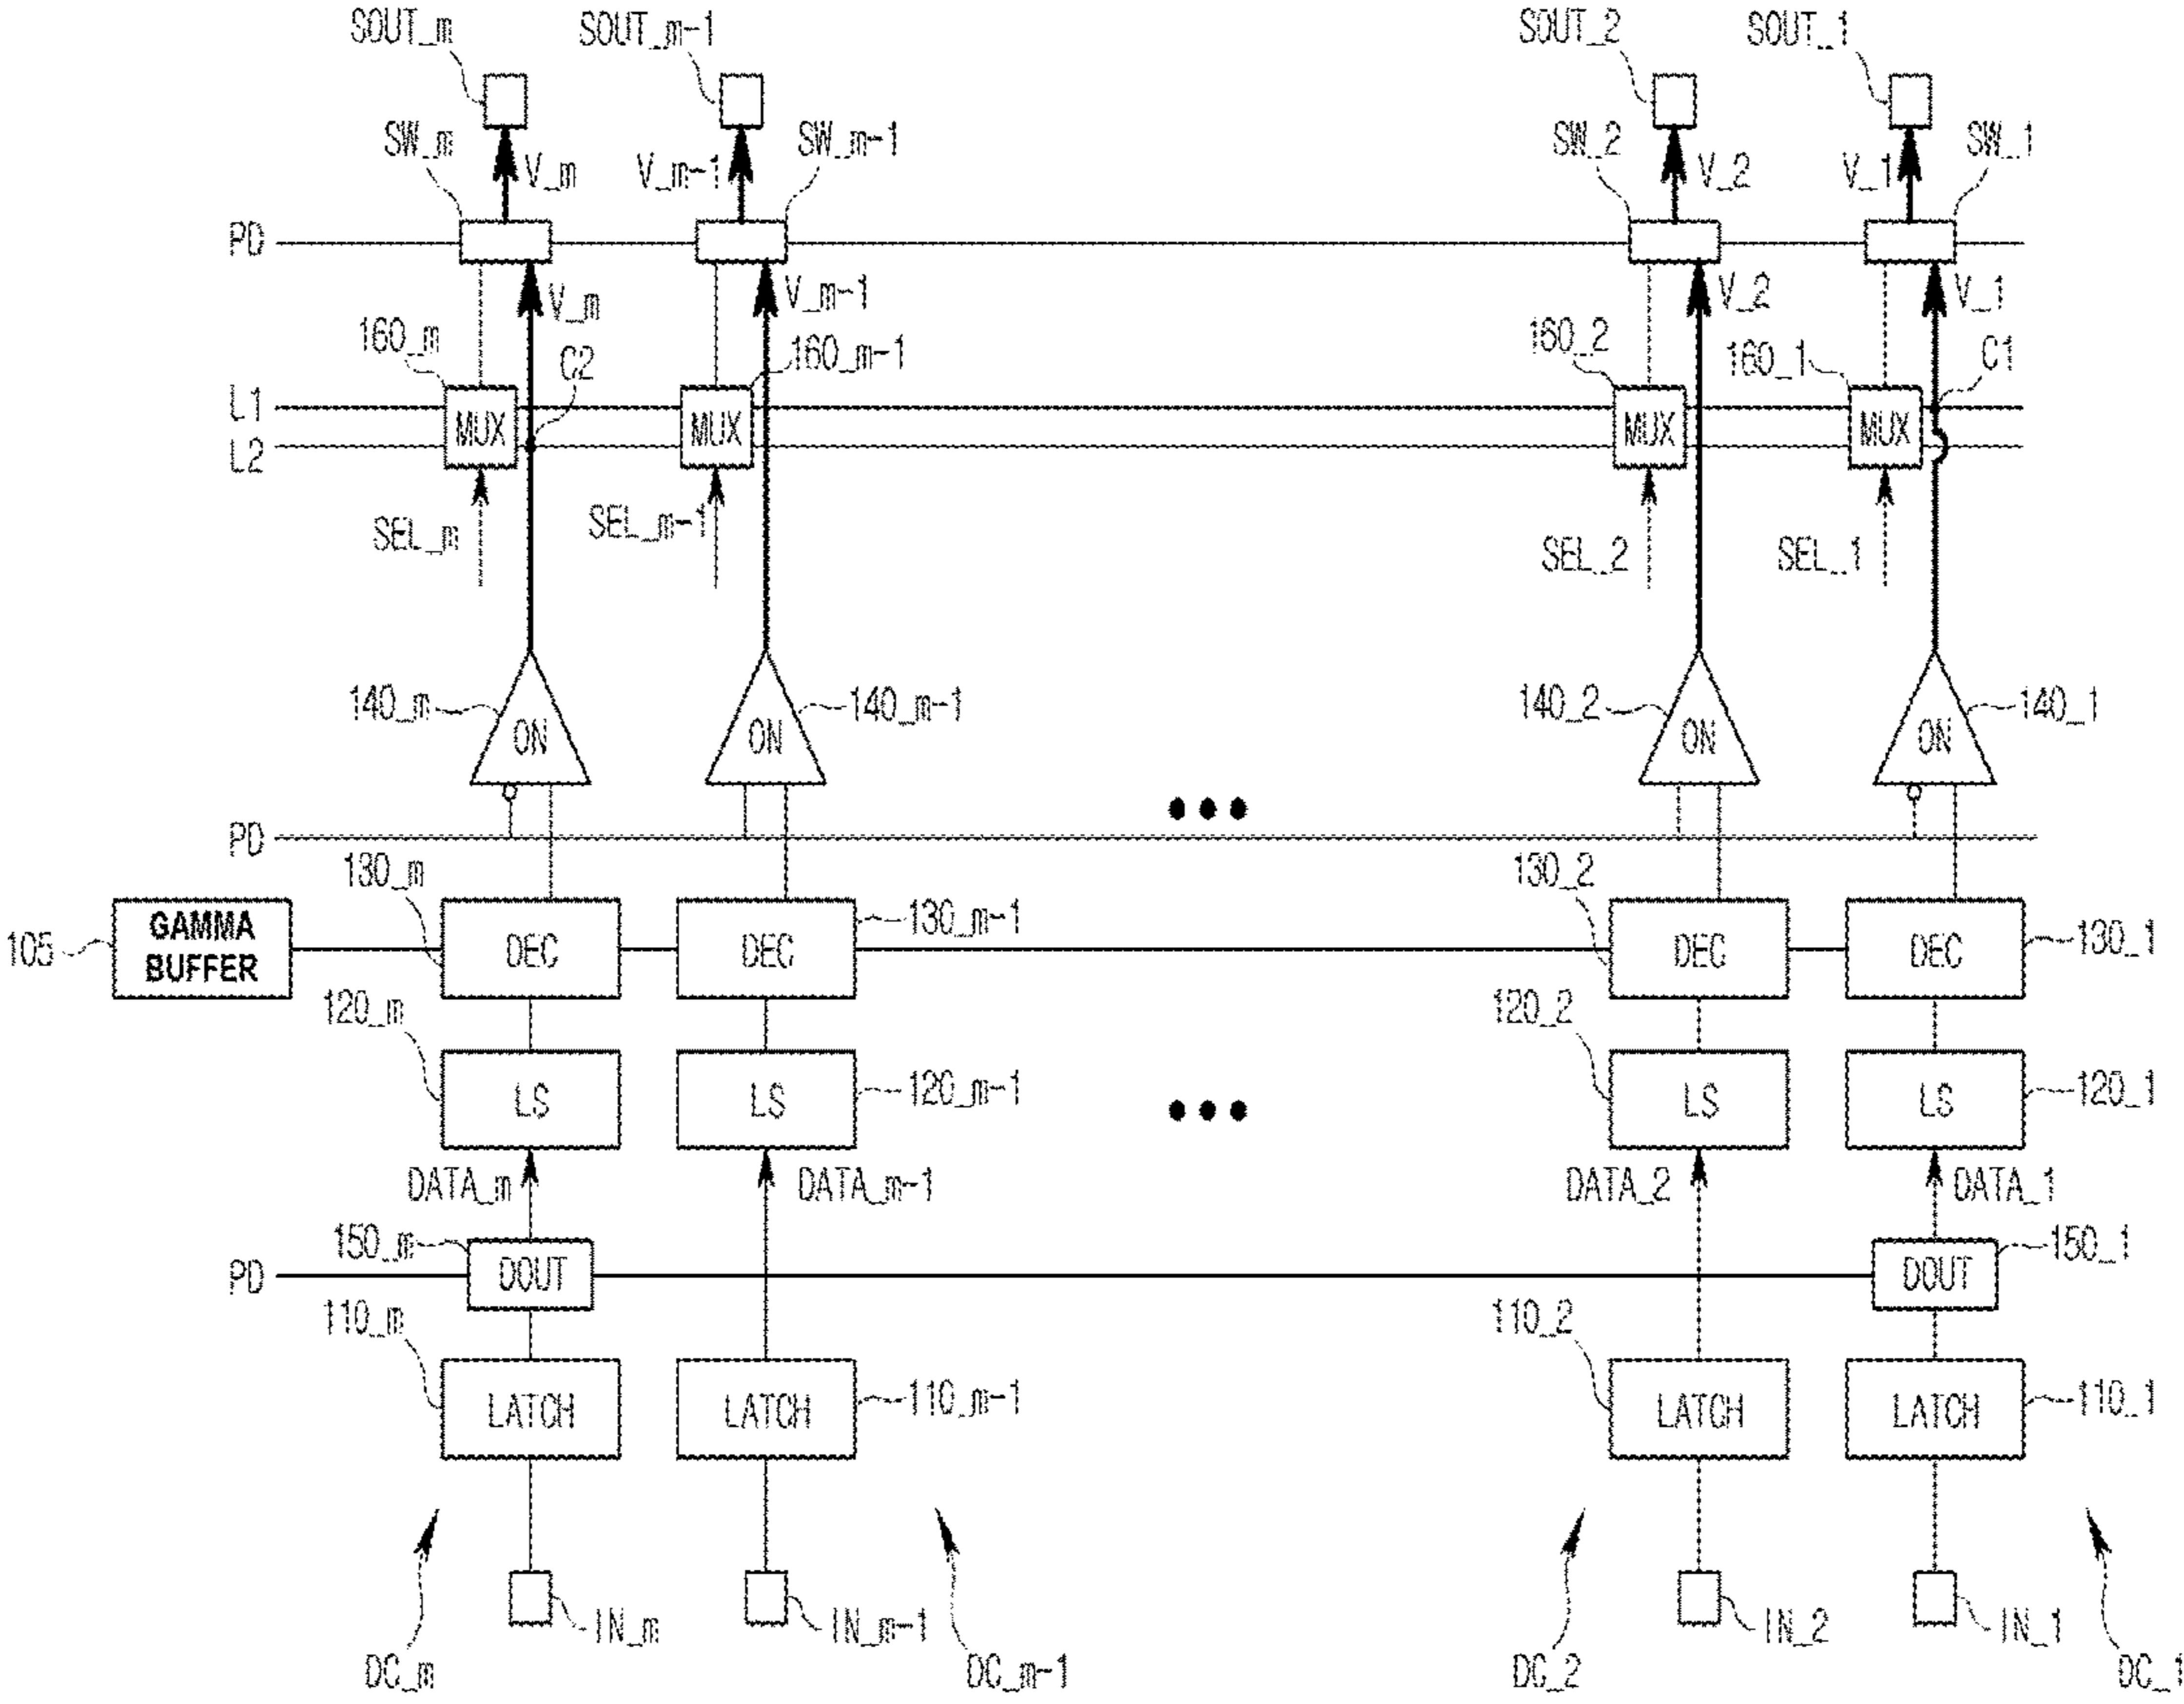 SOUT_m SOUT_m-1 SOUT_2 SOUT_1
SW_m V_m V_m-1 SW_m-1 SW_2 V_2 V_1 SW_1
PD
V_m V_m-1 V_2 V_1
160_m C2 160_m-1 160_2 160_1 C1
L1
MUX MUX MUX MUX
L2
SEL_m SEL_m-1 SEL_2 SEL_1
140_m ON ON 140_m-1 140_2 ON ON 140_1
PD
130_m 130_2
105 GAMMA BUFFER DEC DEC 130_m-1 DEC DEC 130_1
120_m 120_2
LS LS 120_m-1 LS LS 120_1
DATA_m DATA_m-1 DATA_2 DATA_1
150_m 150_1
PD DOUT DOUT
110_m 110_2
LATCH LATCH 110_m-1 LATCH LATCH 110_1
IN_m IN_m-1 IN_2 IN_1
DC_m DC_m-1 DC_2 DC_1